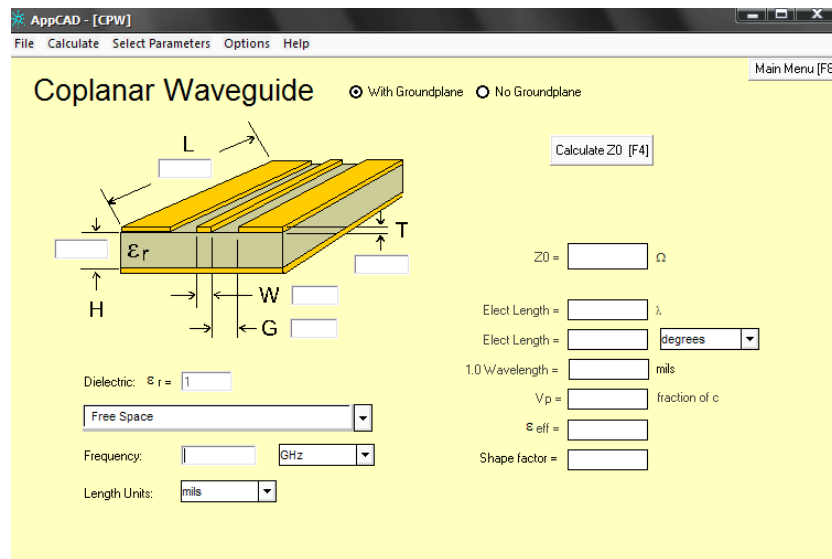 AppCAD - [CPW]
File Calculate Select Parameters Options Help
Main Menu [F8
Coplanar Waveguide
With Groundplane
No Groundplane
Calculate Z0 [F4]
L
T
εr
H
W
G
Z0 =
Ω
Elect Length =
λ
Elect Length =
degrees
1.0 Wavelength =
mils
Vp =
fraction of c
ε eff =
Shape factor =
Dielectric: ε r =
1
Free Space
Frequency:
GHz
Length Units:
mils